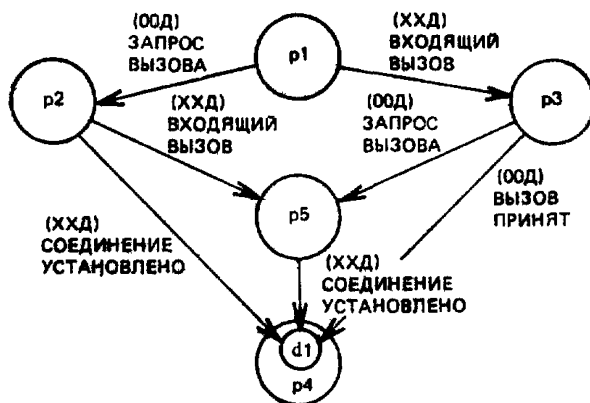 (ООД)
ЗАПРОС
ВЫЗОВА
p1
(ХХД)
ВХОДЯЩИЙ
ВЫЗОВ
p2
(ХХД)
ВХОДЯЩИЙ
ВЫЗОВ
(ООД)
ЗАПРОС
ВЫЗОВА
p3
p5
(ООД)
ВЫЗОВ
ПРИНЯТ
(ХХД)
СОЕДИНЕНИЕ
УСТАНОВЛЕНО
(ХХД)
СОЕДИНЕНИЕ
УСТАНОВЛЕНО
d1
p4